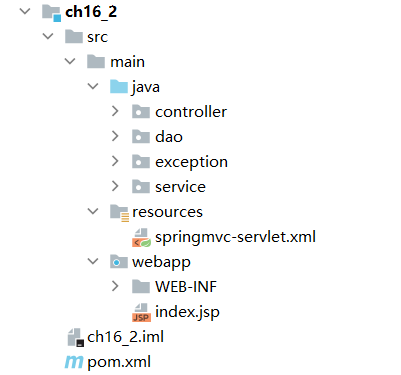 ch16_2
src
main
java
controller
dao
exception
service
resources
springmvc-servlet.xml
webapp
WEB-INF
JSP index.jsp
ch16_2.iml
m pom.xml